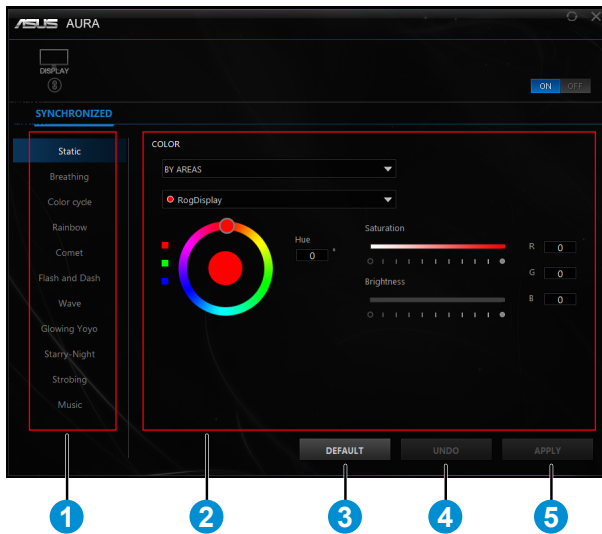 ASUS AURA
DISPLAY
ON OFF
SYNCHRONIZED
Static
Breathing
Color cycle
Rainbow
Comet
Flash and Dash
Wave
Glowing Yoyo
Starry-Night
Strobing
Music
COLOR
BY AREAS
RogDisplay
Hue
0 °
Saturation
Brightness
R 0
G 0
B 0
DEFAULT UNDO APPLY
1 2 3 4 5